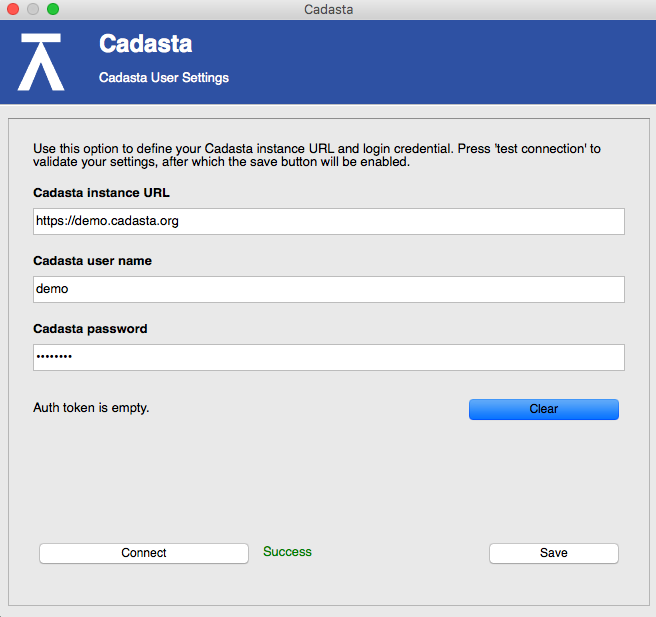 Cadasta
Cadasta
Cadasta User Settings
Use this option to define your Cadasta instance URL and login credential. Press 'test connection' to
validate your settings, after which the save button will be enabled.
Cadasta instance URL
https://demo.cadasta.org
Cadasta user name
demo
Cadasta password
••••••••
Auth token is empty.
Clear
Connect
Success
Save